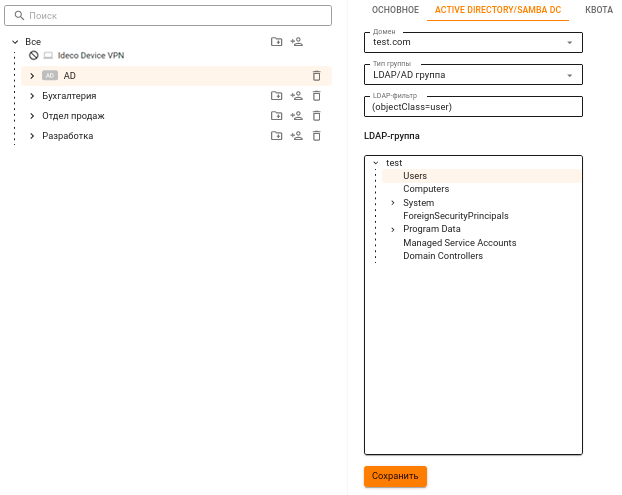 Поиск
Все
Ideco Device VPN
AD AD
Бухгалтерия
Отдел продаж
Разработка
ОСНОВНОЕ ACTIVE DIRECTORY/SAMBA DC КВОТА
Домен
test.com
Тип группы
LDAP/AD группа
LDAP-фильтр
(objectClass=user)
LDAP-группа
test
Users
Computers
System
ForeignSecurityPrincipals
Program Data
Managed Service Accounts
Domain Controllers
Сохранить